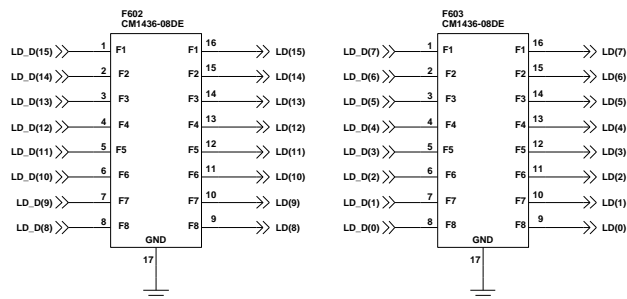 F602
CM1436-08DE
LD_D(15) 1 F1 F1 16 LD(15)
LD_D(14) 2 F2 F2 15 LD(14)
LD_D(13) 3 F3 F3 14 LD(13)
LD_D(12) 4 F4 F4 13 LD(12)
LD_D(11) 5 F5 F5 12 LD(11)
LD_D(10) 6 F6 F6 11 LD(10)
LD_D(9) 7 F7 F7 10 LD(9)
LD_D(8) 8 F8 F8 9 LD(8)
GND
17
F603
CM1436-08DE
LD_D(7) 1 F1 F1 16 LD(7)
LD_D(6) 2 F2 F2 15 LD(6)
LD_D(5) 3 F3 F3 14 LD(5)
LD_D(4) 4 F4 F4 13 LD(4)
LD_D(3) 5 F5 F5 12 LD(3)
LD_D(2) 6 F6 F6 11 LD(2)
LD_D(1) 7 F7 F7 10 LD(1)
LD_D(0) 8 F8 F8 9 LD(0)
GND
17